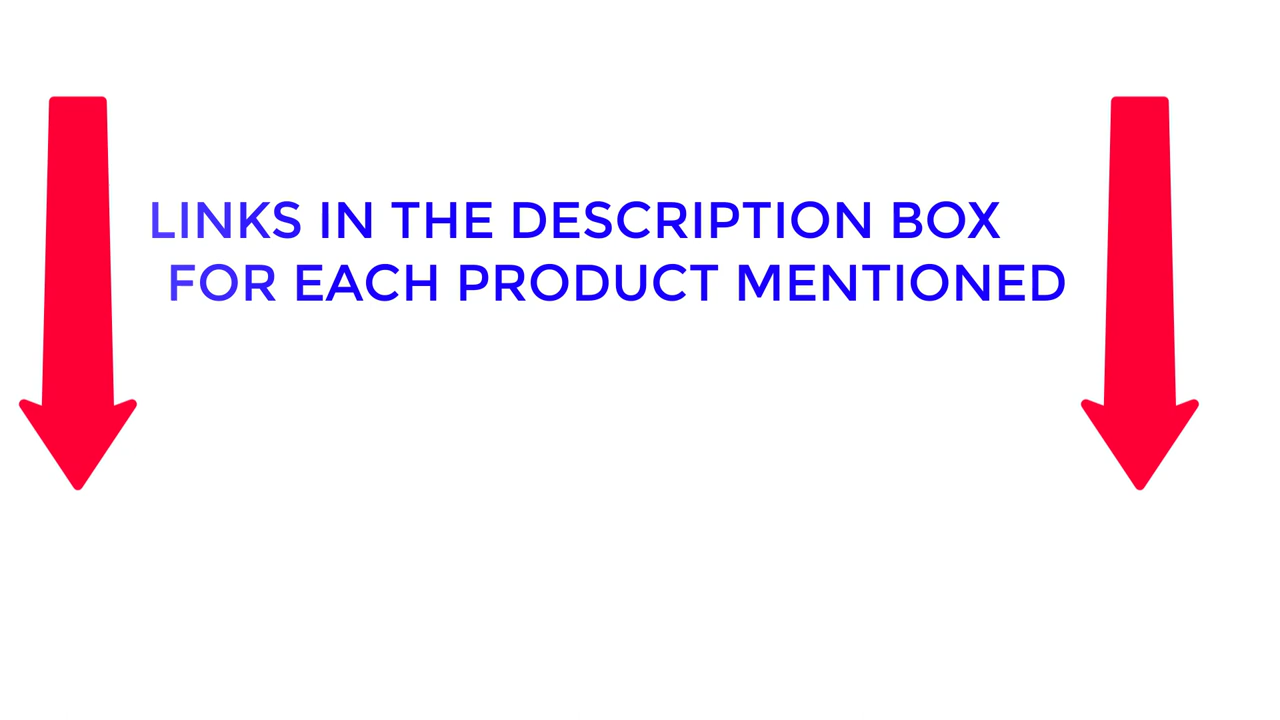 LINKS IN THE DESCRIPTION BOX
FOR EACH PRODUCT MENTIONED